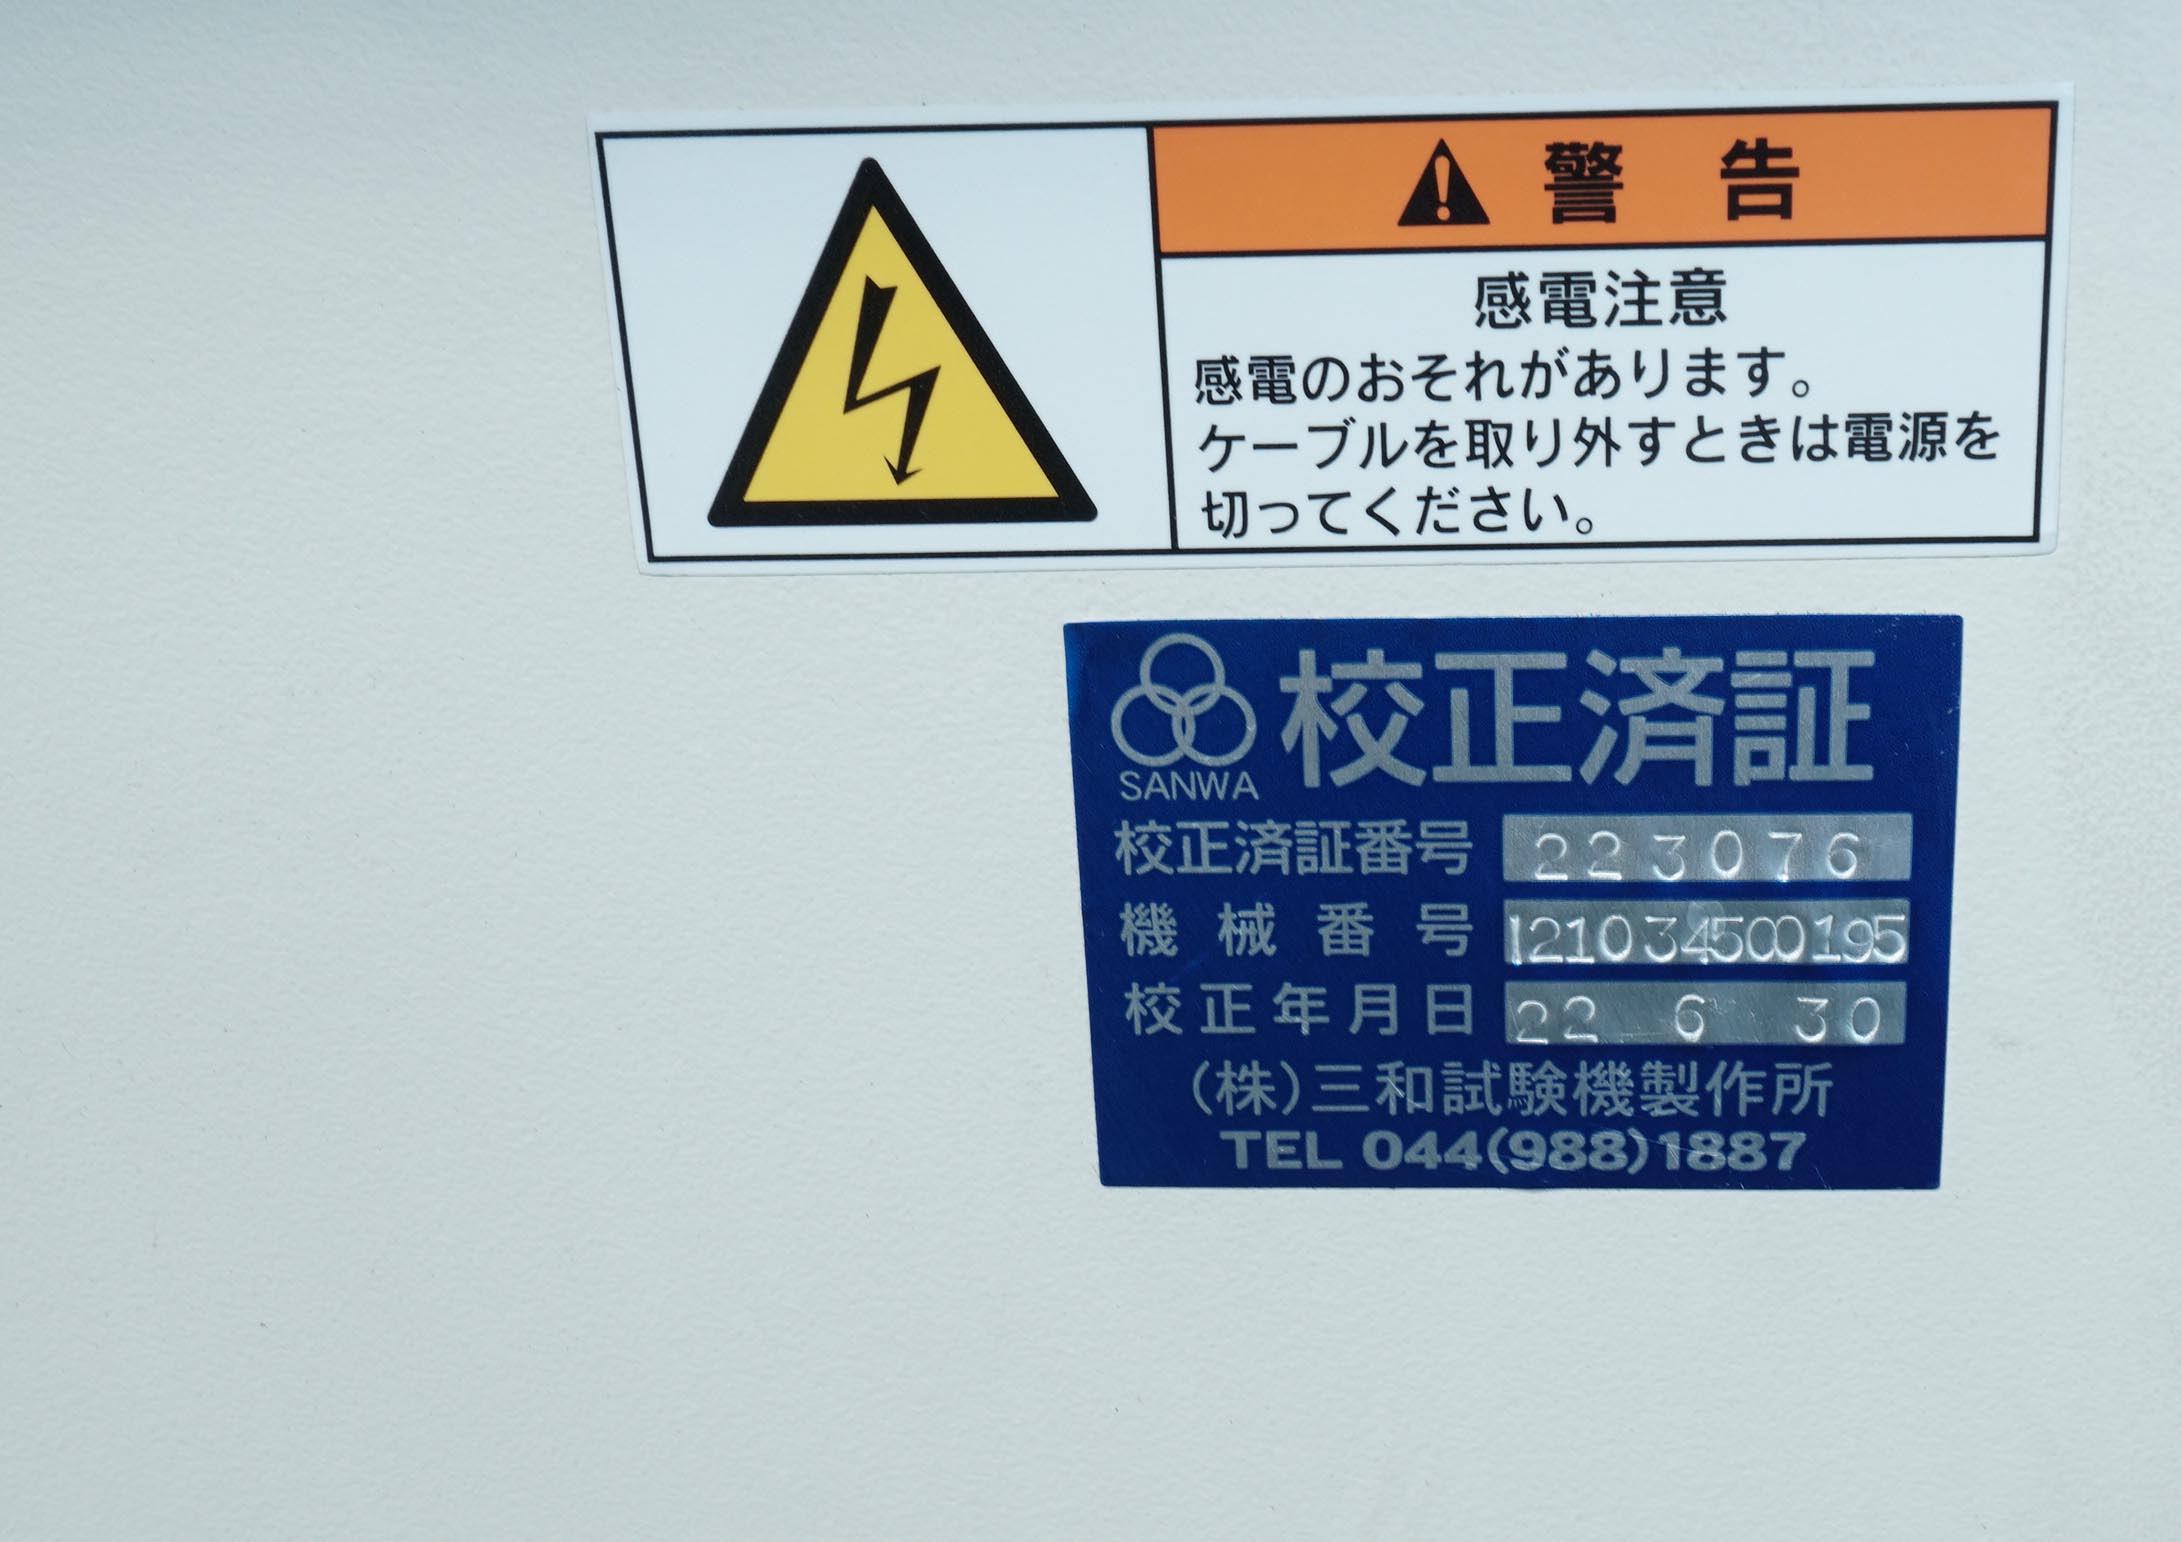 警 告
感電注意
感電のおそれがあります。
ケーブルを取り外すときは電源を
切ってください。
SANWA
校正済証
校正済証番号 223076
機械番号 121034500195
校正年月日 22 6 30
(株)三和試験機製作所
TEL 044(988)1887